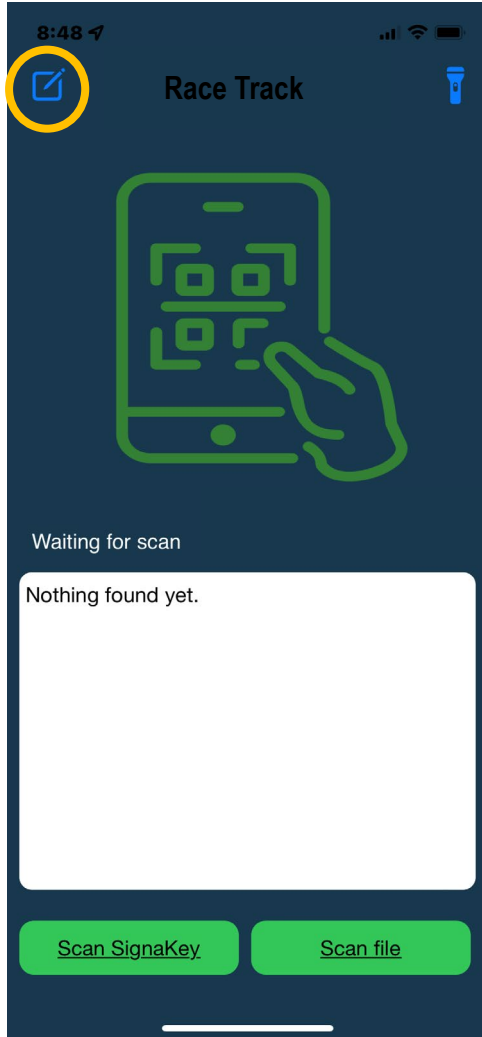 8:48
Race Track
Waiting for scan
Nothing found yet.
Scan SignaKey
Scan file